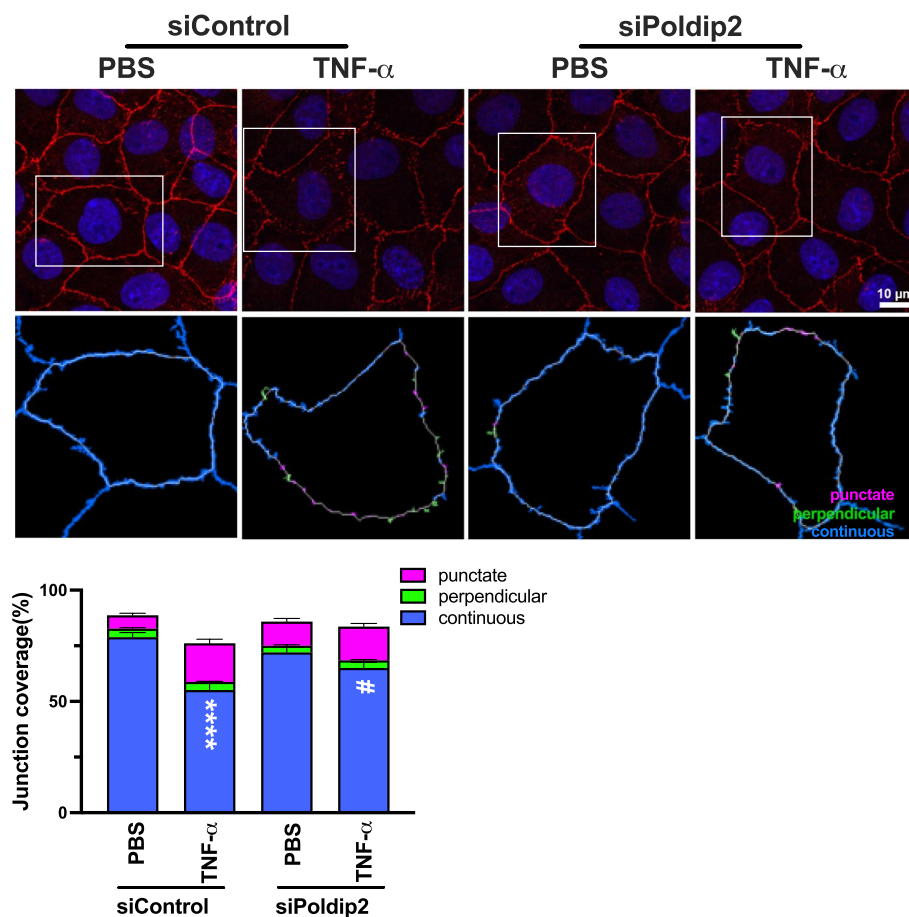 siControl siPoldip2
PBS TNF-α PBS TNF-α
10 µm
punctate
perpendicular
continuous
punctate
perpendicular
continuous
Junction coverage(%)
100
50
0
****
#
PBS TNF-α PBS TNF-α
siControl siPoldip2